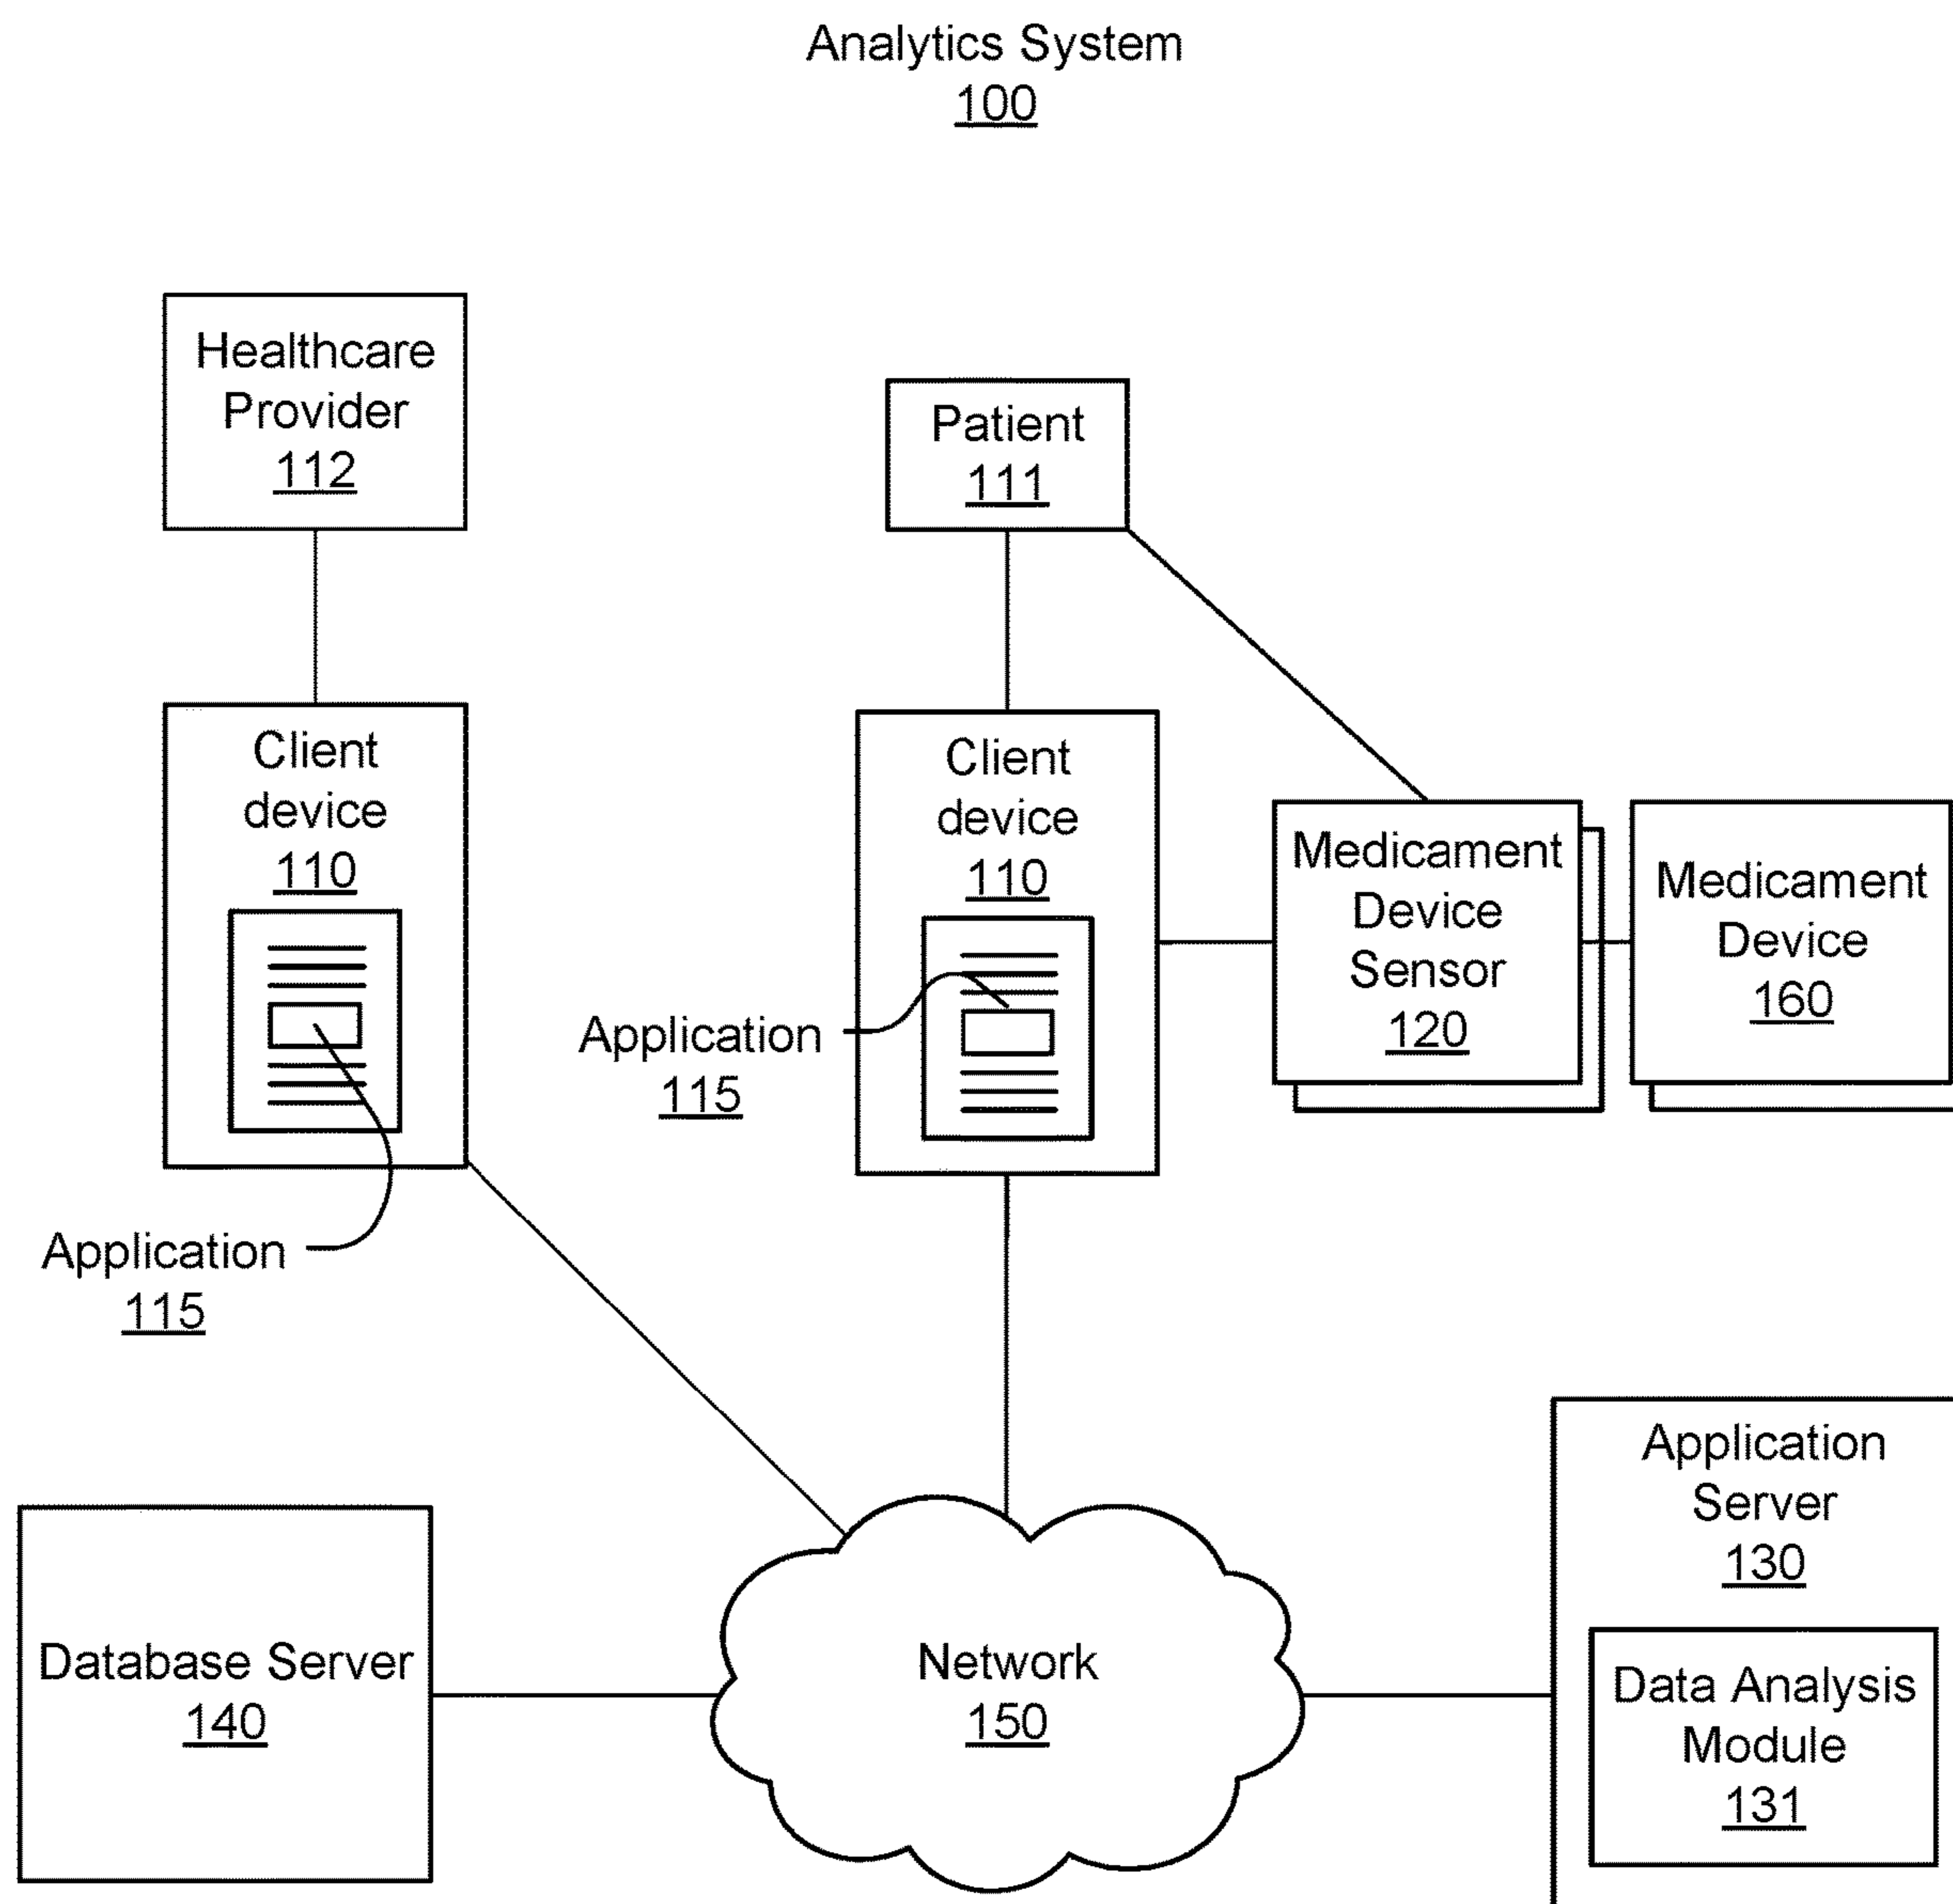 Analytics System
100
Healthcare
Provider
112
Patient
111
Client
device
110
Client
device
110
Medicament
Device
Sensor
120
Medicament
Device
160
Application
115
Application
115
Application
Server
130
Database Server
140
Network
150
Data Analysis
Module
131